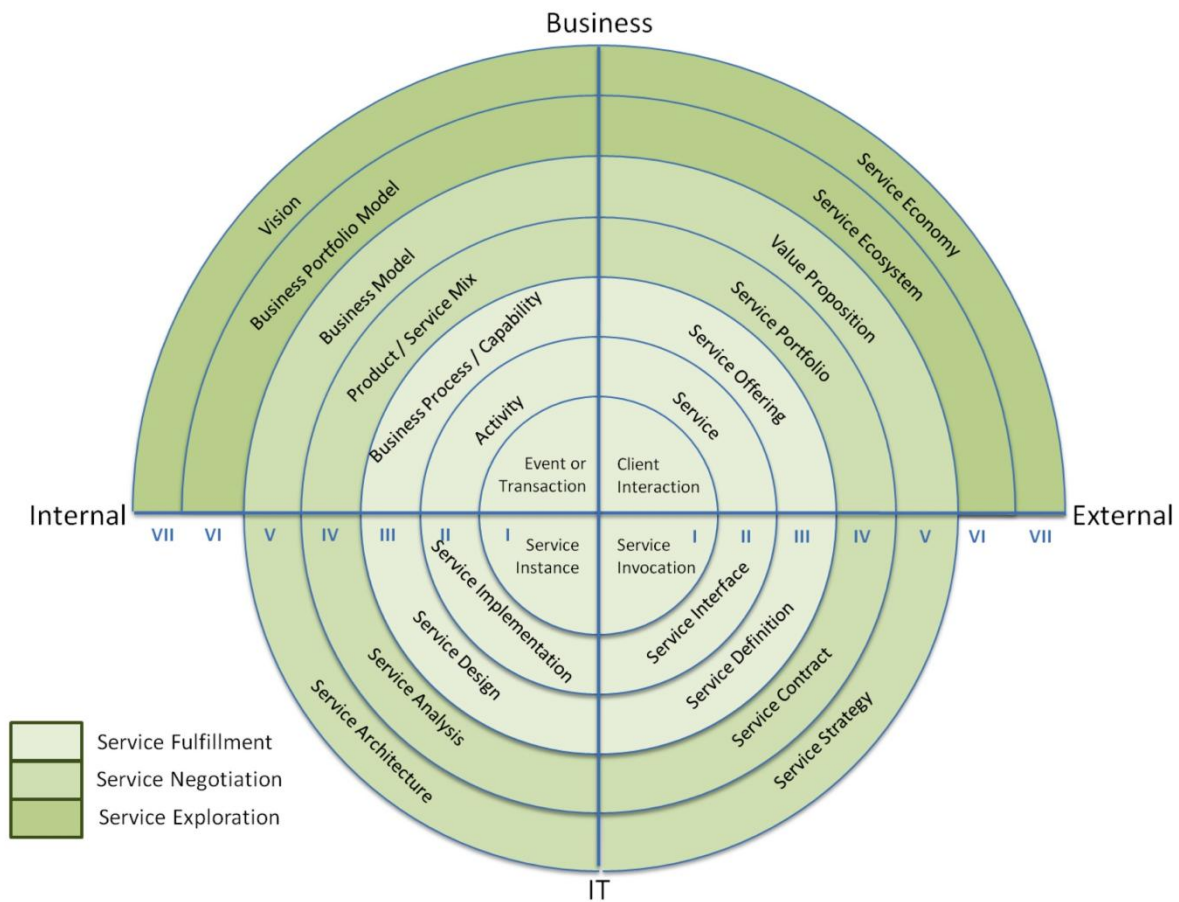 Business
Vision
Business Portfolio Model
Business Model
Product / Service Mix
Business Process / Capability
Activity
Event or
Transaction
Service Economy
Service Ecosystem
Value Proposition
Service Portfolio
Service Offering
Service
Client
Interaction
Internal
External
VII VI V IV III II I
I II III IV V VI VII
Service
Instance
Service Implementation
Service Design
Service Analysis
Service Architecture
Service
Invocation
Service Interface
Service Definition
Service Contract
Service Strategy
IT
Service Fulfillment
Service Negotiation
Service Exploration